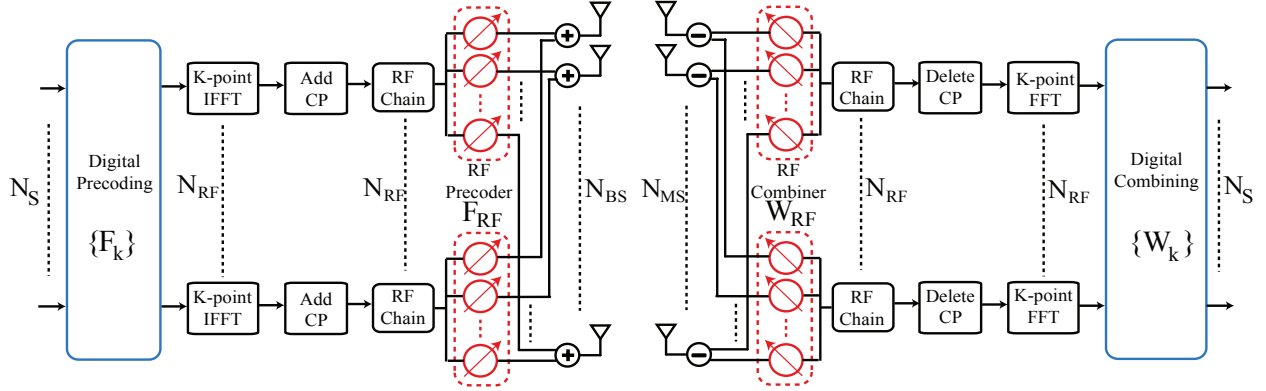 K-point
IFFT
Add
CP
RF
Chain
+
+
−
−
RF
Chain
Delete
CP
K-point
FFT
N_S
Digital
Precoding
{F_k}
N_RF
N_RF
RF
Precoder
F_RF
N_BS
N_MS
RF
Combiner
W_RF
N_RF
N_RF
Digital
Combining
{W_k}
N_S
K-point
IFFT
Add
CP
RF
Chain
+
−
RF
Chain
Delete
CP
K-point
FFT